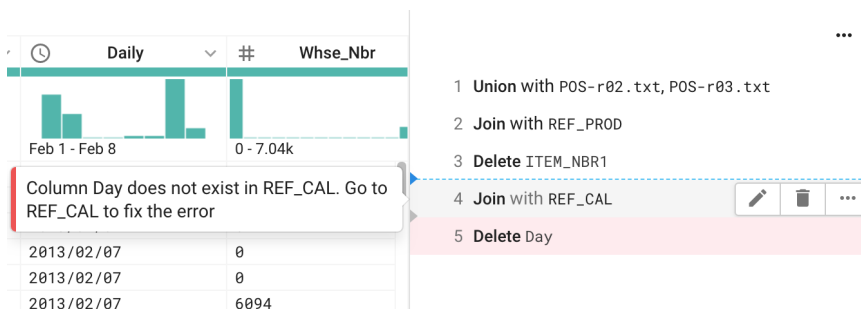 Daily
# Whse_Nbr
Feb 1 - Feb 8
0 - 7.04k
Column Day does not exist in REF_CAL. Go to
REF_CAL to fix the error
2013/02/07 0
2013/02/07 0
2013/02/07 6094
1 Union with POS-r02.txt, POS-r03.txt
2 Join with REF_PROD
3 Delete ITEM_NBR1
4 Join with REF_CAL
5 Delete Day